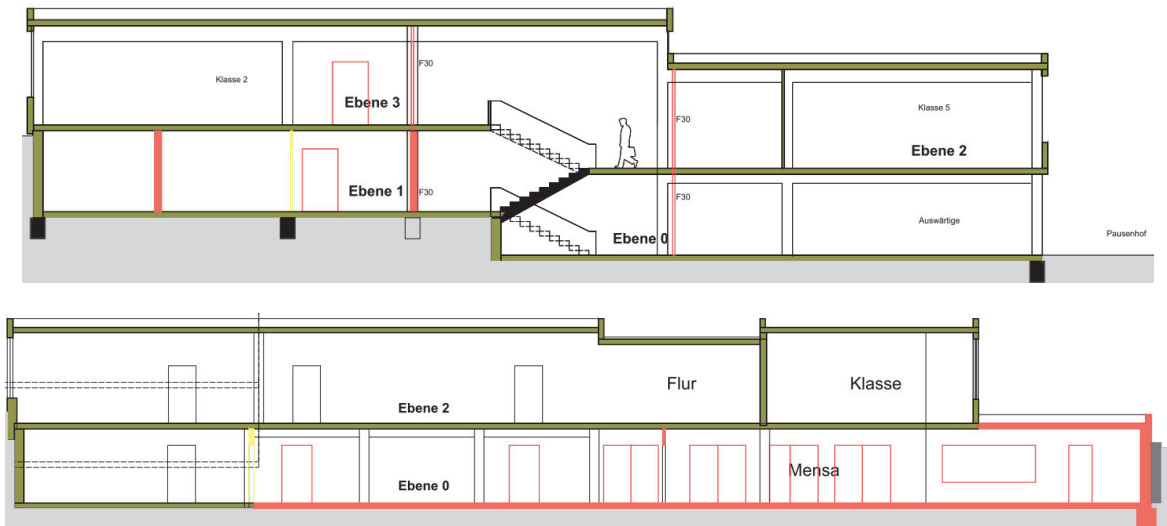 Klasse 2
F30
Ebene 3
Klasse 5
F30
Ebene 2
Ebene 1
F30
F30
Auswärtige
Ebene 0
Pausenhof
Flur
Klasse
Ebene 2
Mensa
Ebene 0